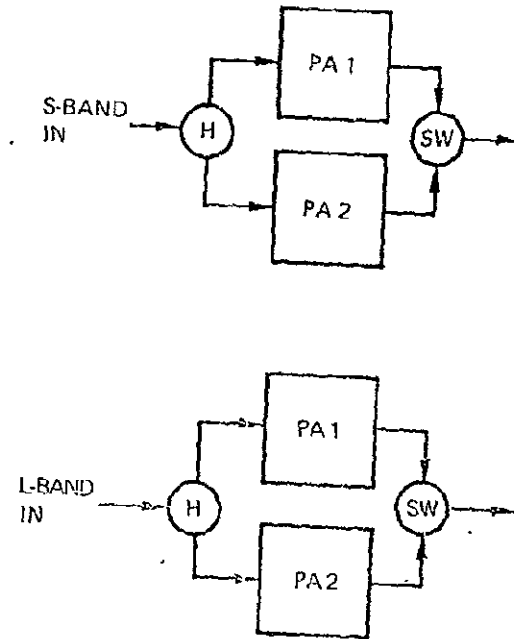 PA 1
S-BAND
IN
H
SW
PA 2
PA 1
L-BAND
IN
H
SW
PA 2